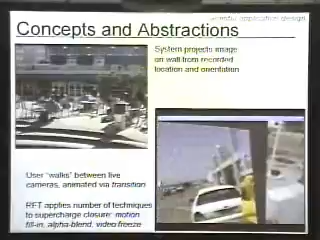 Concepts and Abstractions
System projects image
on wall from recorded
location and orientation
User "walks" between live
cameras, animated via transition
RFT applies number of techniques
to supercharge closure: motion
fill-in, alpha-blend, video freeze